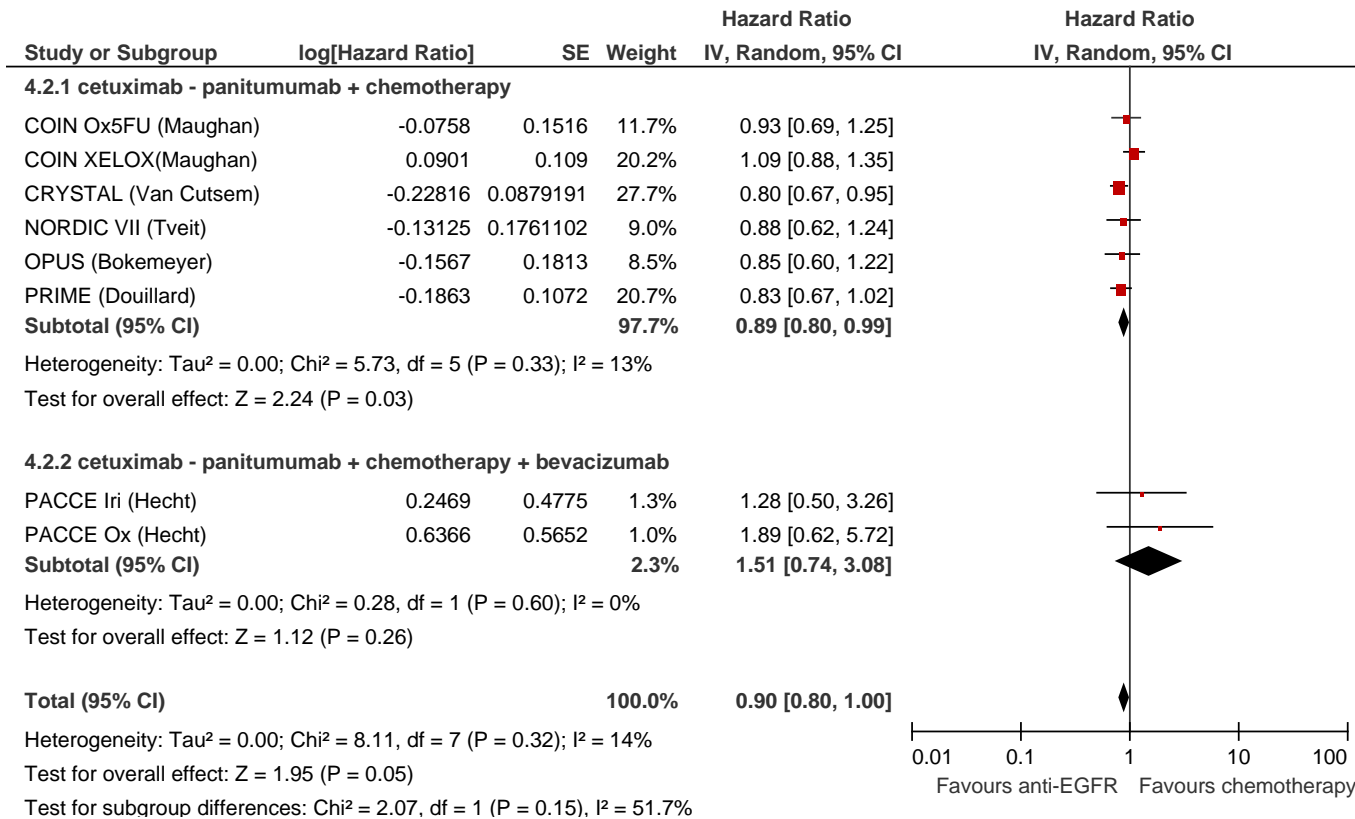 Hazard Ratio Hazard Ratio
Study or Subgroup log[Hazard Ratio] SE Weight IV, Random, 95% CI IV, Random, 95% CI
4.2.1 cetuximab - panitumumab + chemotherapy
COIN Ox5FU (Maughan) -0.0758 0.1516 11.7% 0.93 [0.69, 1.25]
COIN XELOX(Maughan) 0.0901 0.109 20.2% 1.09 [0.88, 1.35]
CRYSTAL (Van Cutsem) -0.22816 0.0879191 27.7% 0.80 [0.67, 0.95]
NORDIC VII (Tveit) -0.13125 0.1761102 9.0% 0.88 [0.62, 1.24]
OPUS (Bokemeyer) -0.1567 0.1813 8.5% 0.85 [0.60, 1.22]
PRIME (Douillard) -0.1863 0.1072 20.7% 0.83 [0.67, 1.02]
Subtotal (95% CI) 97.7% 0.89 [0.80, 0.99]
Heterogeneity: Tau² = 0.00; Chi² = 5.73, df = 5 (P = 0.33); I² = 13%
Test for overall effect: Z = 2.24 (P = 0.03)
4.2.2 cetuximab - panitumumab + chemotherapy + bevacizumab
PACCE Iri (Hecht) 0.2469 0.4775 1.3% 1.28 [0.50, 3.26]
PACCE Ox (Hecht) 0.6366 0.5652 1.0% 1.89 [0.62, 5.72]
Subtotal (95% CI) 2.3% 1.51 [0.74, 3.08]
Heterogeneity: Tau² = 0.00; Chi² = 0.28, df = 1 (P = 0.60); I² = 0%
Test for overall effect: Z = 1.12 (P = 0.26)
Total (95% CI) 100.0% 0.90 [0.80, 1.00]
Heterogeneity: Tau² = 0.00; Chi² = 8.11, df = 7 (P = 0.32); I² = 14%
Test for overall effect: Z = 1.95 (P = 0.05)
Test for subgroup differences: Chi² = 2.07, df = 1 (P = 0.15), I² = 51.7%
0.01 0.1 1 10 100
Favours anti-EGFR Favours chemotherapy